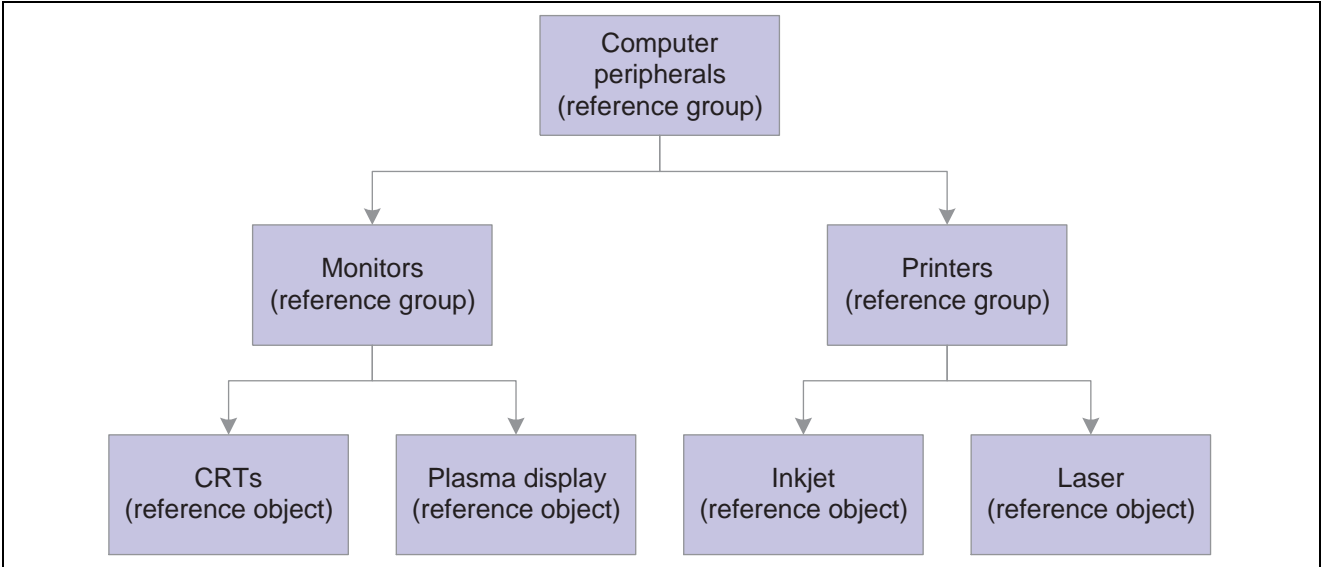 Computer
peripherals
(reference group)
Monitors
(reference group)
Printers
(reference group)
CRTs
(reference object)
Plasma display
(reference object)
Inkjet
(reference object)
Laser
(reference object)